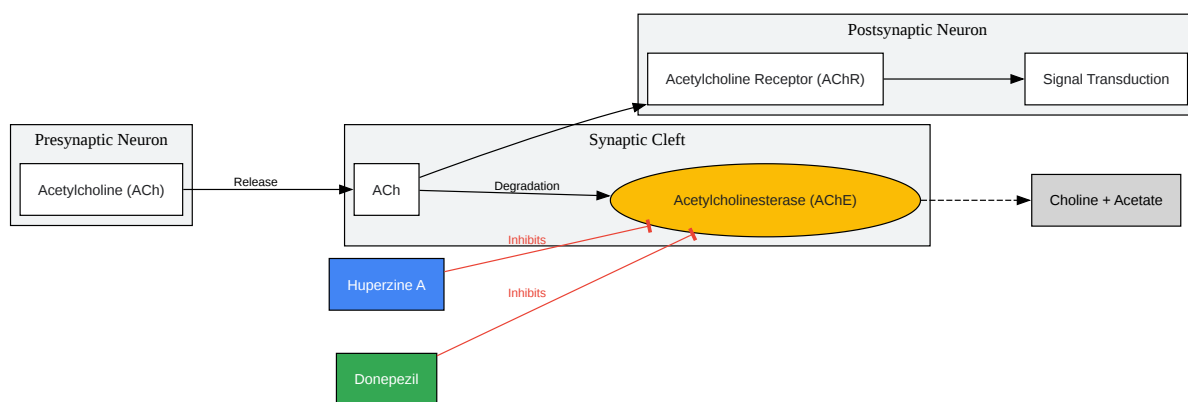 Postsynaptic Neuron
Acetylcholine Receptor (AChR)
Signal Transduction
Presynaptic Neuron
Acetylcholine (ACh)
Release
Synaptic Cleft
ACh
Degradation
Acetylcholinesterase (AChE)
Choline + Acetate
Inhibits
Huperzine A
Inhibits
Donepezil